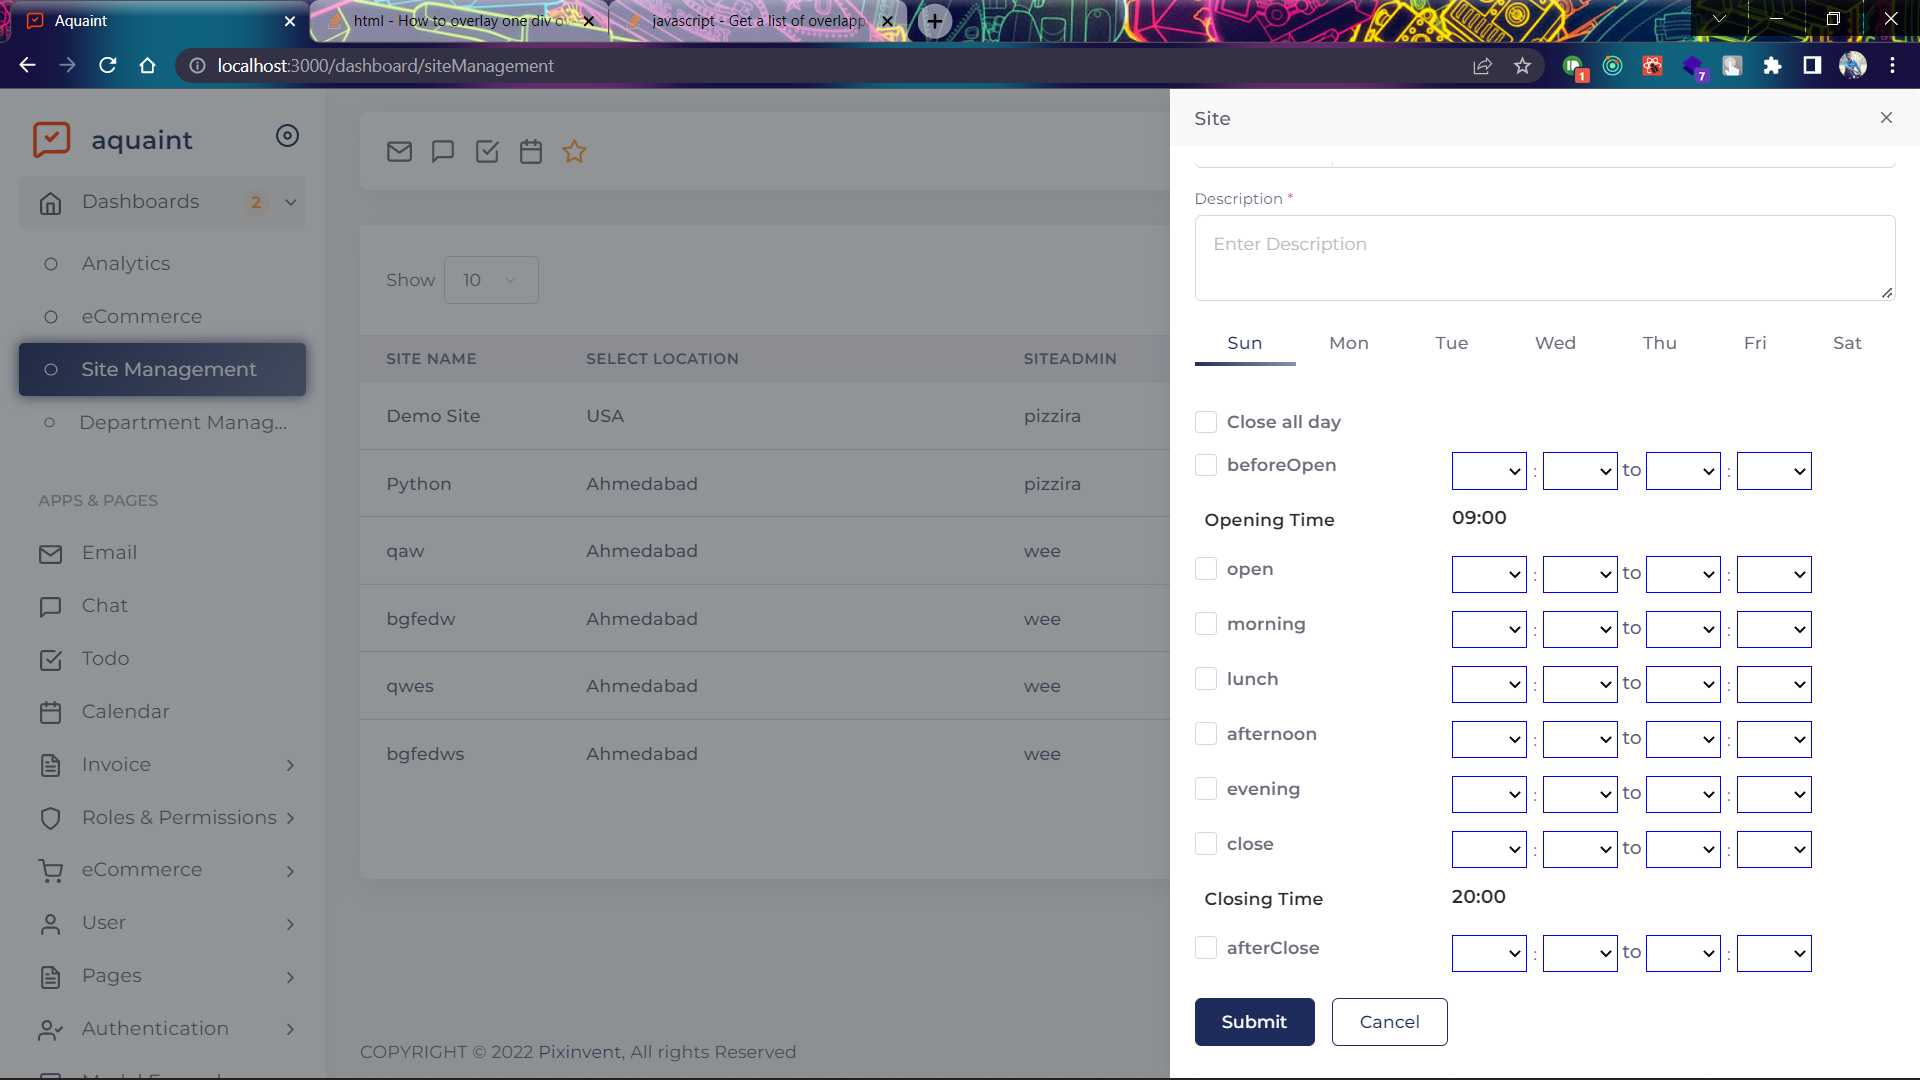 Aquaint
html - How to overlay one div ov
javascript - Get a list of overlapp
localhost:3000/dashboard/siteManagement
1
7
aquaint
Dashboards 2
Analytics
eCommerce
Site Management
Department Manag...
APPS & PAGES
Email
Chat
Todo
Calendar
Invoice
Roles & Permissions
eCommerce
User
Pages
Authentication
Show 10
SITE NAME SELECT LOCATION SITEADMIN
Demo Site USA pizzira
Python Ahmedabad pizzira
qaw Ahmedabad wee
bgfedw Ahmedabad wee
qwes Ahmedabad wee
bgfedws Ahmedabad wee
COPYRIGHT © 2022 Pixinvent, All rights Reserved
Site
Description *
Enter Description
Sun Mon Tue Wed Thu Fri Sat
Close all day
beforeOpen : to :
Opening Time 09:00
open : to :
morning : to :
lunch : to :
afternoon : to :
evening : to :
close : to :
Closing Time 20:00
afterClose : to :
Submit Cancel